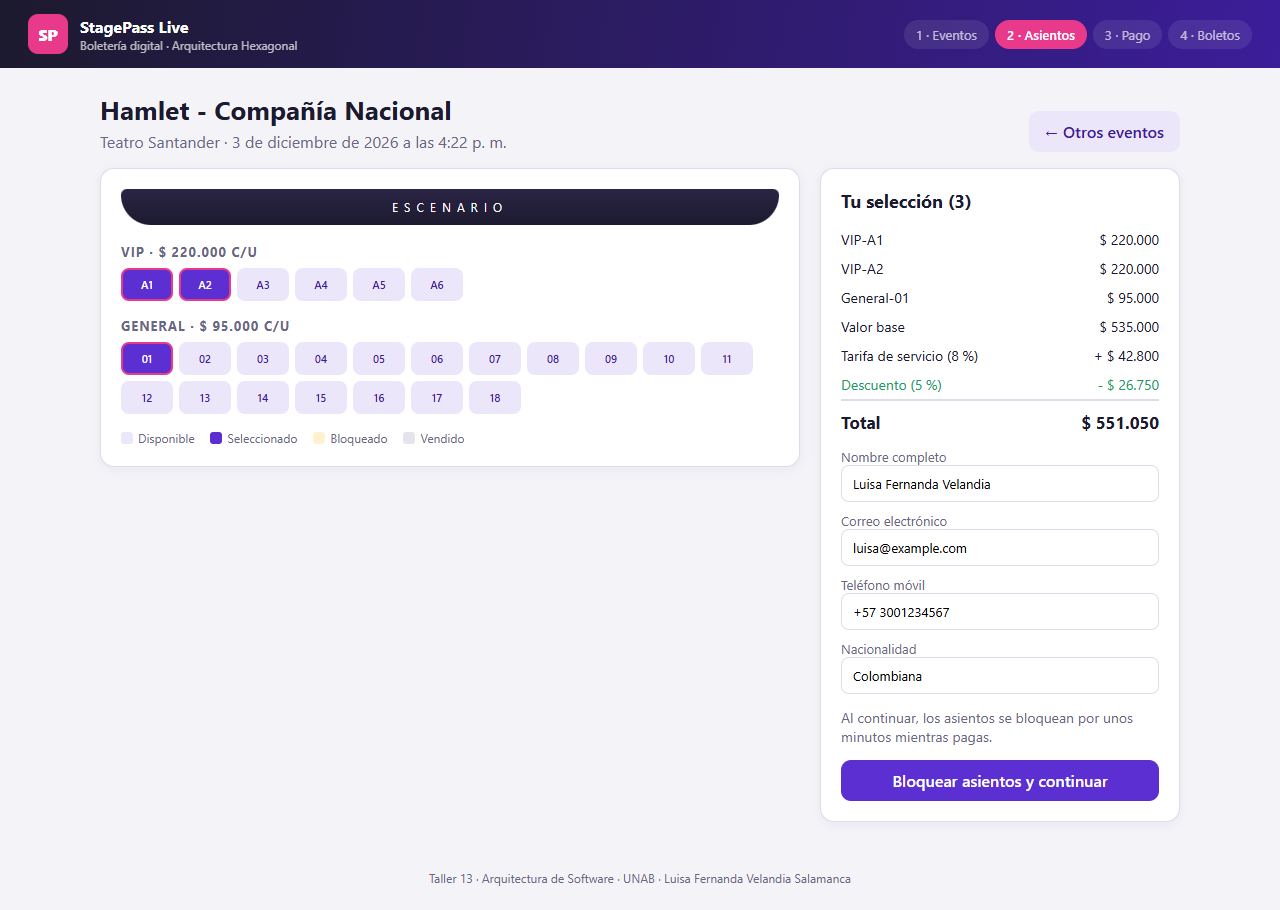 SP
StagePass Live
Boletería digital · Arquitectura Hexagonal
1 · Eventos
2 · Asientos
3 · Pago
4 · Boletos
Hamlet - Compañía Nacional
Teatro Santander · 3 de diciembre de 2026 a las 4:22 p. m.
← Otros eventos
ESCENARIO
VIP · $ 220.000 C/U
A1 A2 A3 A4 A5 A6
GENERAL · $ 95.000 C/U
01 02 03 04 05 06 07 08 09 10 11
12 13 14 15 16 17 18
Disponible Seleccionado Bloqueado Vendido
Tu selección (3)
VIP-A1 $ 220.000
VIP-A2 $ 220.000
General-01 $ 95.000
Valor base $ 535.000
Tarifa de servicio (8 %) + $ 42.800
Descuento (5 %) - $ 26.750
Total $ 551.050
Nombre completo
Luisa Fernanda Velandia
Correo electrónico
luisa@example.com
Teléfono móvil
+57 3001234567
Nacionalidad
Colombiana
Al continuar, los asientos se bloquean por unos
minutos mientras pagas.
Bloquear asientos y continuar
Taller 13 · Arquitectura de Software · UNAB · Luisa Fernanda Velandia Salamanca